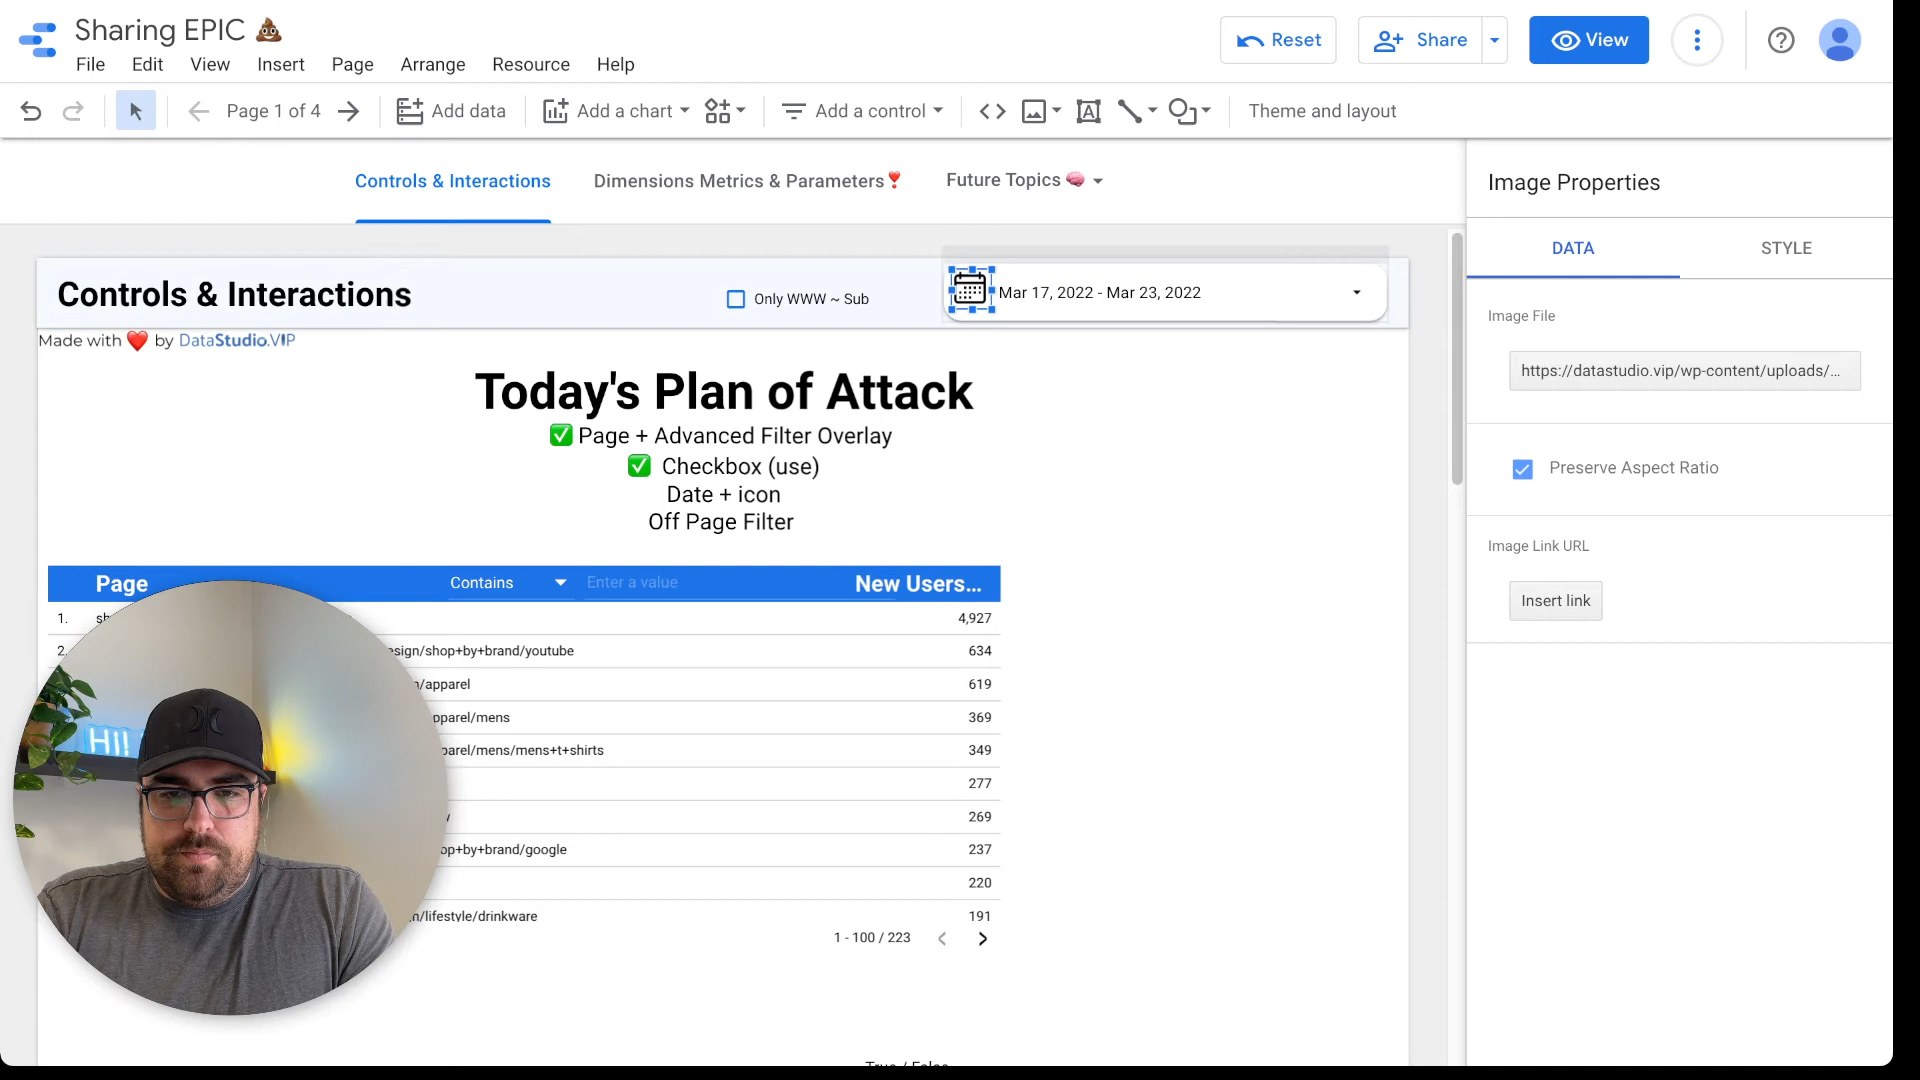 Sharing EPIC 💩
File Edit View Insert Page Arrange Resource Help
Reset
Share
View
Page 1 of 4
Add data
Add a chart
Add a control
Theme and layout
Controls & Interactions
Dimensions Metrics & Parameters❣️
Future Topics 🧠
Image Properties
DATA
STYLE
Controls & Interactions
Only WWW ~ Sub
Mar 17, 2022 - Mar 23, 2022
Image File
https://datastudio.vip/wp-content/uploads/...
Made with ❤️ by DataStudio.VIP
Today's Plan of Attack
✅ Page + Advanced Filter Overlay
✅ Checkbox (use)
Date + icon
Off Page Filter
Preserve Aspect Ratio
Image Link URL
Insert link
Page Contains Enter a value New Users...
1. 4,927
2. esign/shop+by+brand/youtube 634
/apparel 619
pparel/mens 369
parel/mens/mens+t+shirts 349
277
269
op+by+brand/google 237
220
/lifestyle/drinkware 191
1 - 100 / 223
Hi!
True / False